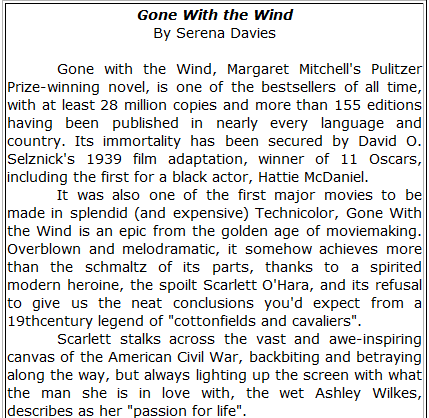 Gone With the Wind
By Serena Davies
Gone with the Wind, Margaret Mitchell's Pulitzer
Prize-winning novel, is one of the bestsellers of all time,
with at least 28 million copies and more than 155 editions
having been published in nearly every language and
country. Its immortality has been secured by David O.
Selznick's 1939 film adaptation, winner of 11 Oscars,
including the first for a black actor, Hattie McDaniel.
It was also one of the first major movies to be
made in splendid (and expensive) Technicolor, Gone With
the Wind is an epic from the golden age of moviemaking.
Overblown and melodramatic, it somehow achieves more
than the schmaltz of its parts, thanks to a spirited
modern heroine, the spoilt Scarlett O'Hara, and its refusal
to give us the neat conclusions you'd expect from a
19thcentury legend of "cottonfields and cavaliers".
Scarlett stalks across the vast and awe-inspiring
canvas of the American Civil War, backbiting and betraying
along the way, but always lighting up the screen with what
the man she is in love with, the wet Ashley Wilkes,
describes as her "passion for life".